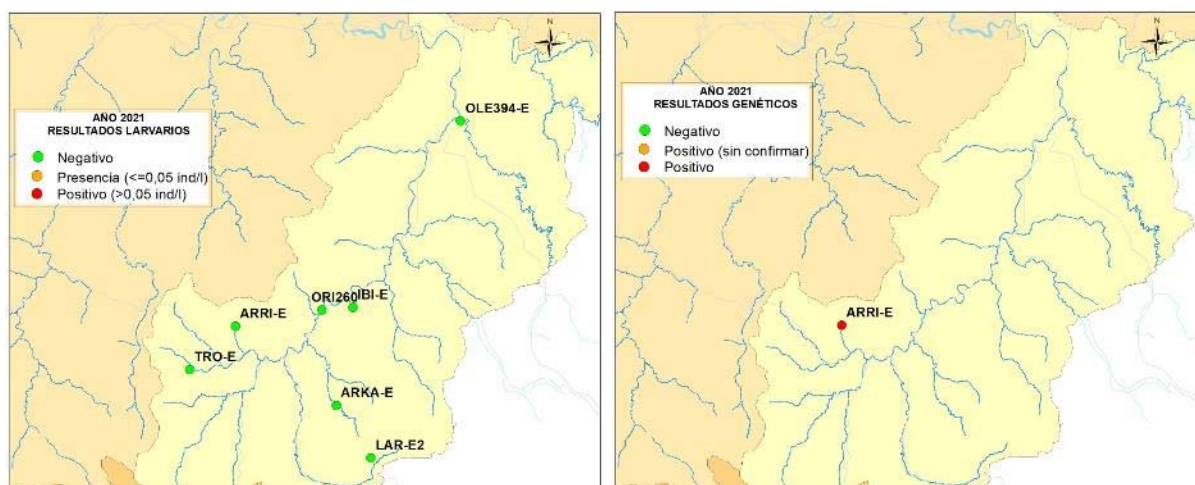 AÑO 2021
RESULTADOS LARVARIOS
Negativo
Presencia (<=0,05 ind/l)
Positivo (>0,05 ind/l)
N
OLE394-E
ORI260
IBI-E
ARRI-E
TRO-E
ARKA-E
LAR-E2
AÑO 2021
RESULTADOS GENÉTICOS
Negativo
Positivo (sin confirmar)
Positivo
N
ARRI-E